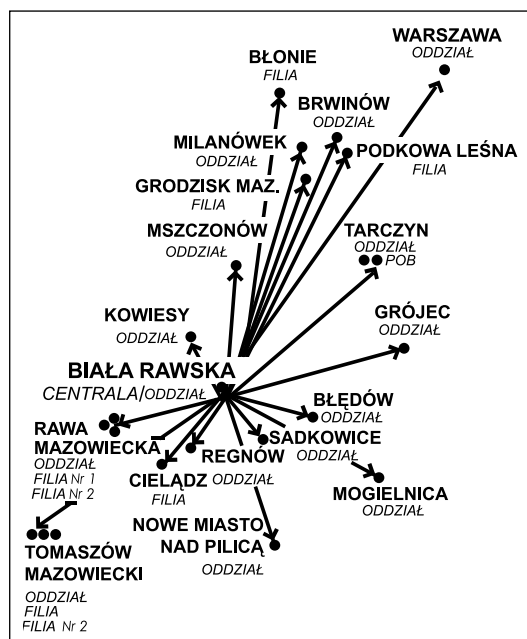 WARSZAWA
ODDZIAŁ
BŁONIE
FILIA
BRWINÓW
ODDZIAŁ
MILANÓWEK
ODDZIAŁ
PODKOWA LEŚNA
FILIA
GRODZISK MAZ.
FILIA
MSZCZONÓW
ODDZIAŁ
TARCZYN
ODDZIAŁ
POB
KOWIESY
ODDZIAŁ
GRÓJEC
ODDZIAŁ
BIAŁA RAWSKA
CENTRALA/ODDZIAŁ
BŁĘDÓW
ODDZIAŁ
RAWA
MAZOWIECKA
ODDZIAŁ
FILIA Nr 1
FILIA Nr 2
SADKOWICE
ODDZIAŁ
REGNÓW
ODDZIAŁ
CIELĄDZ
FILIA
MOGIELNICA
ODDZIAŁ
NOWE MIASTO
NAD PILICĄ
ODDZIAŁ
TOMASZÓW
MAZOWIECKI
ODDZIAŁ
FILIA
FILIA Nr 2